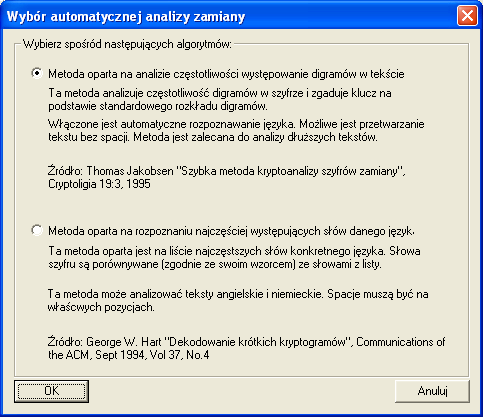 Wybór automatycznej analizy zamiany
Wybierz spośród następujących algorytmów:
Metoda oparta na analizie częstotliwości występowanie digramów w tekście
Ta metoda analizuje częstotliwość digramów w szyfrze i zgaduje klucz na
podstawie standardowego rozkładu digramów.
Włączone jest automatyczne rozpoznawanie języka. Możliwe jest przetwarzanie
tekstu bez spacji. Metoda jest zalecana do analizy dłuższych tekstów.
Źródło: Thomas Jakobsen "Szybka metoda kryptoanalizy szyfrów zamiany",
Cryptoligia 19:3, 1995
Metoda oparta na rozpoznaniu najczęściej występujących słów danego język.
Ta metoda oparta jest na liście najczęstszych słów konkretnego języka. Słowa
szyfru są porównywane (zgodnie ze swoim wzorcem) ze słowami z listy.
Ta metoda może analizować teksty angielskie i niemieckie. Spacje muszą być na
właścwych pozycjach.
Źródło: George W. Hart "Dekodowanie krótkich kryptogramów", Communications of
the ACM, Sept 1994, Vol 37, No.4
OK
Anuluj